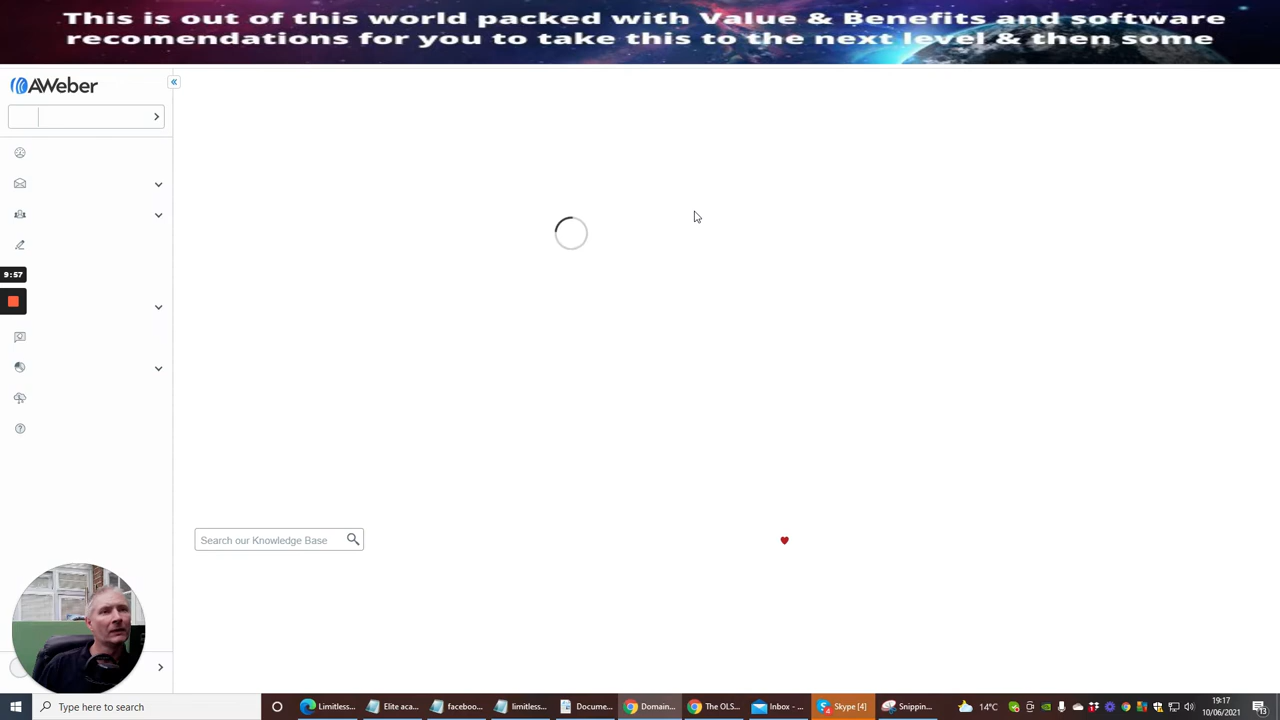 This is out of this world packed with Value & Benefits and software
recomendations for you to take this to the next level & then some
AWeber
«
9:57
Search our Knowledge Base
Type here to search
Limitless...
Elite aca...
faceboo...
limitless...
Docume...
Domain...
The OLS...
Inbox - ...
Skype [4]
Snippin...
14°C
19:17
10/06/2021